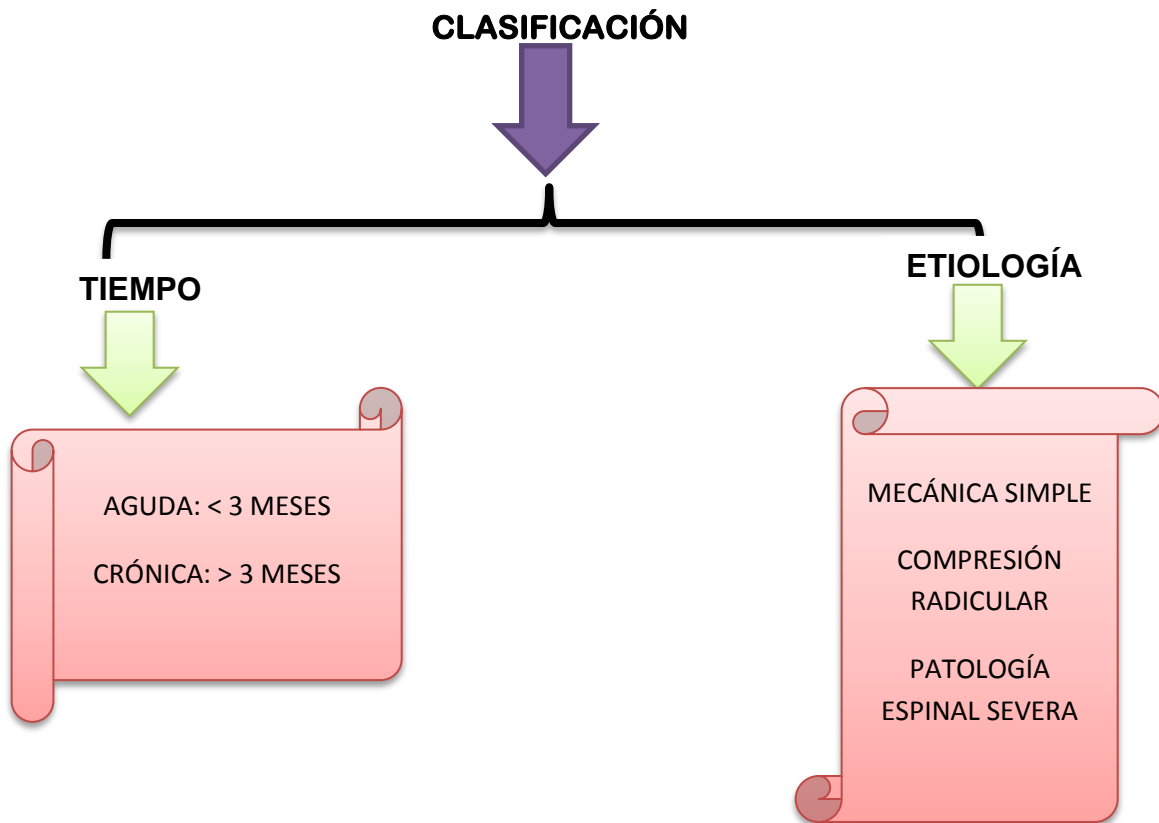 CLASIFICACIÓN
TIEMPO
AGUDA: < 3 MESES
CRÓNICA: > 3 MESES
ETIOLOGÍA
MECÁNICA SIMPLE
COMPRESIÓN
RADICULAR
PATOLOGÍA
ESPINAL SEVERA